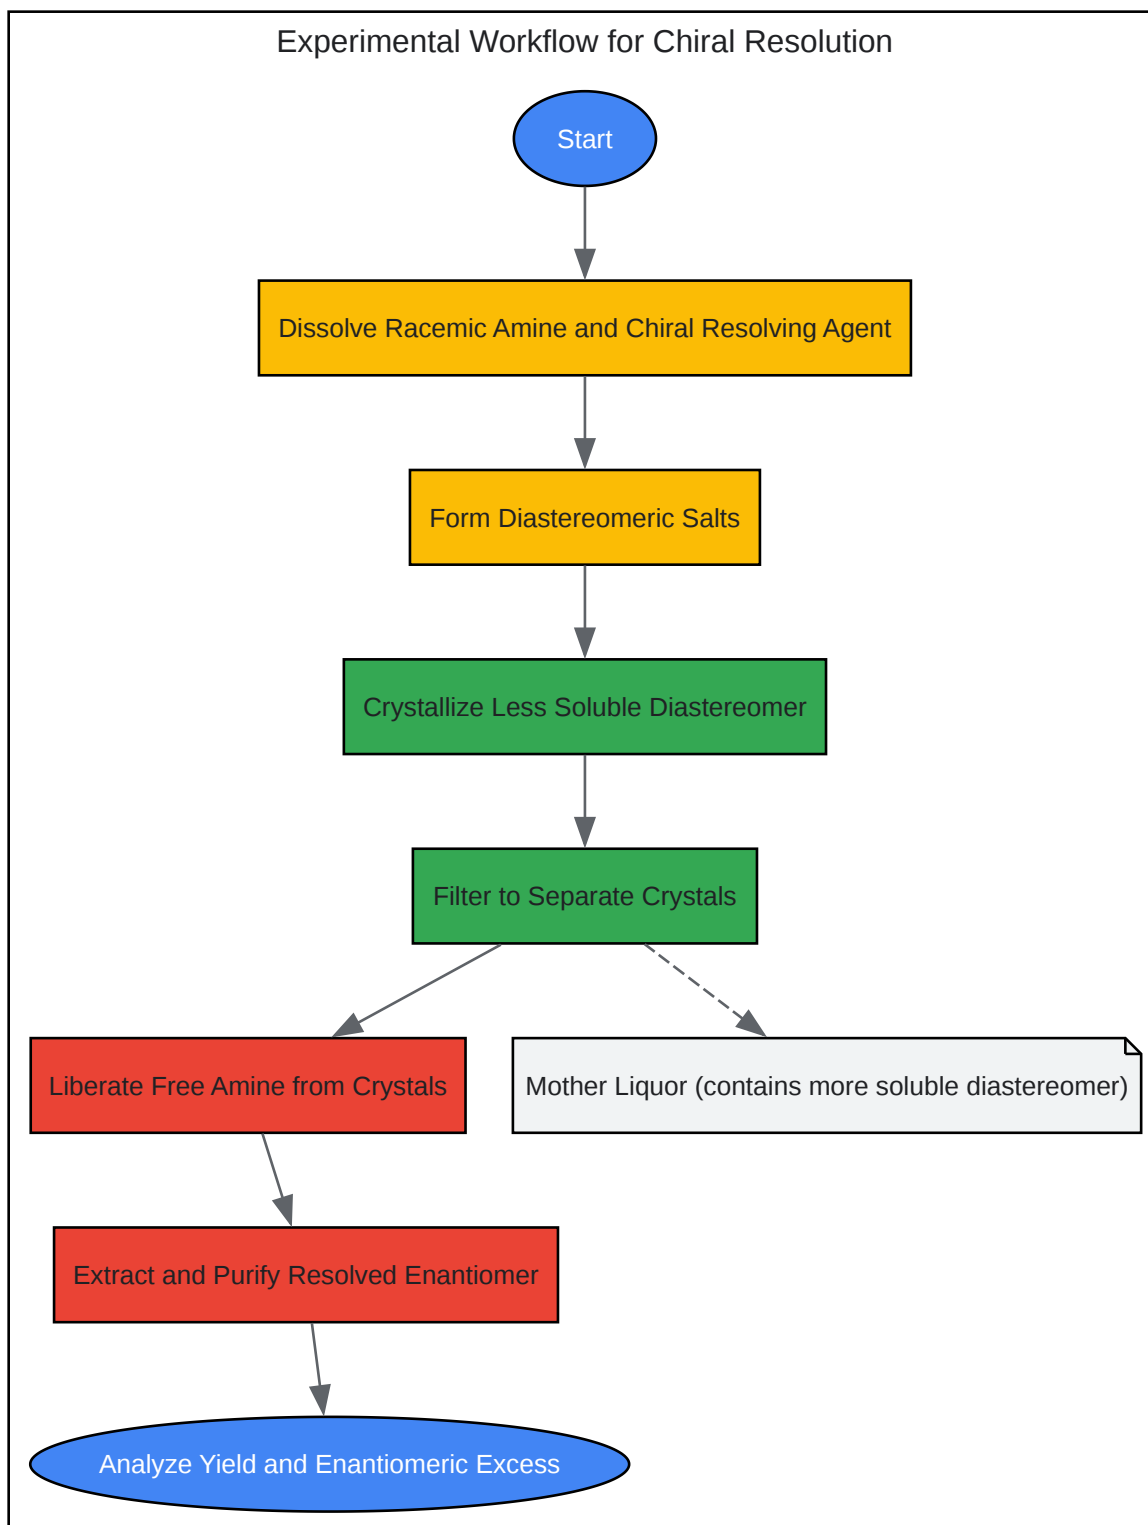 Experimental Workflow for Chiral Resolution
Start
Dissolve Racemic Amine and Chiral Resolving Agent
Form Diastereomeric Salts
Crystallize Less Soluble Diastereomer
Filter to Separate Crystals
Liberate Free Amine from Crystals
Mother Liquor (contains more soluble diastereomer)
Extract and Purify Resolved Enantiomer
Analyze Yield and Enantiomeric Excess